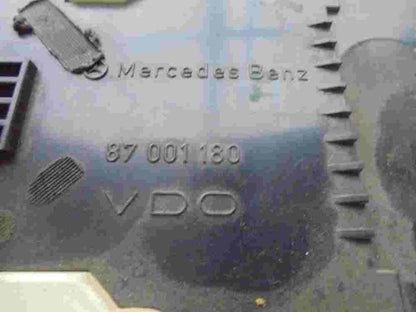 Mercedes Benz
87 001 180
VDO